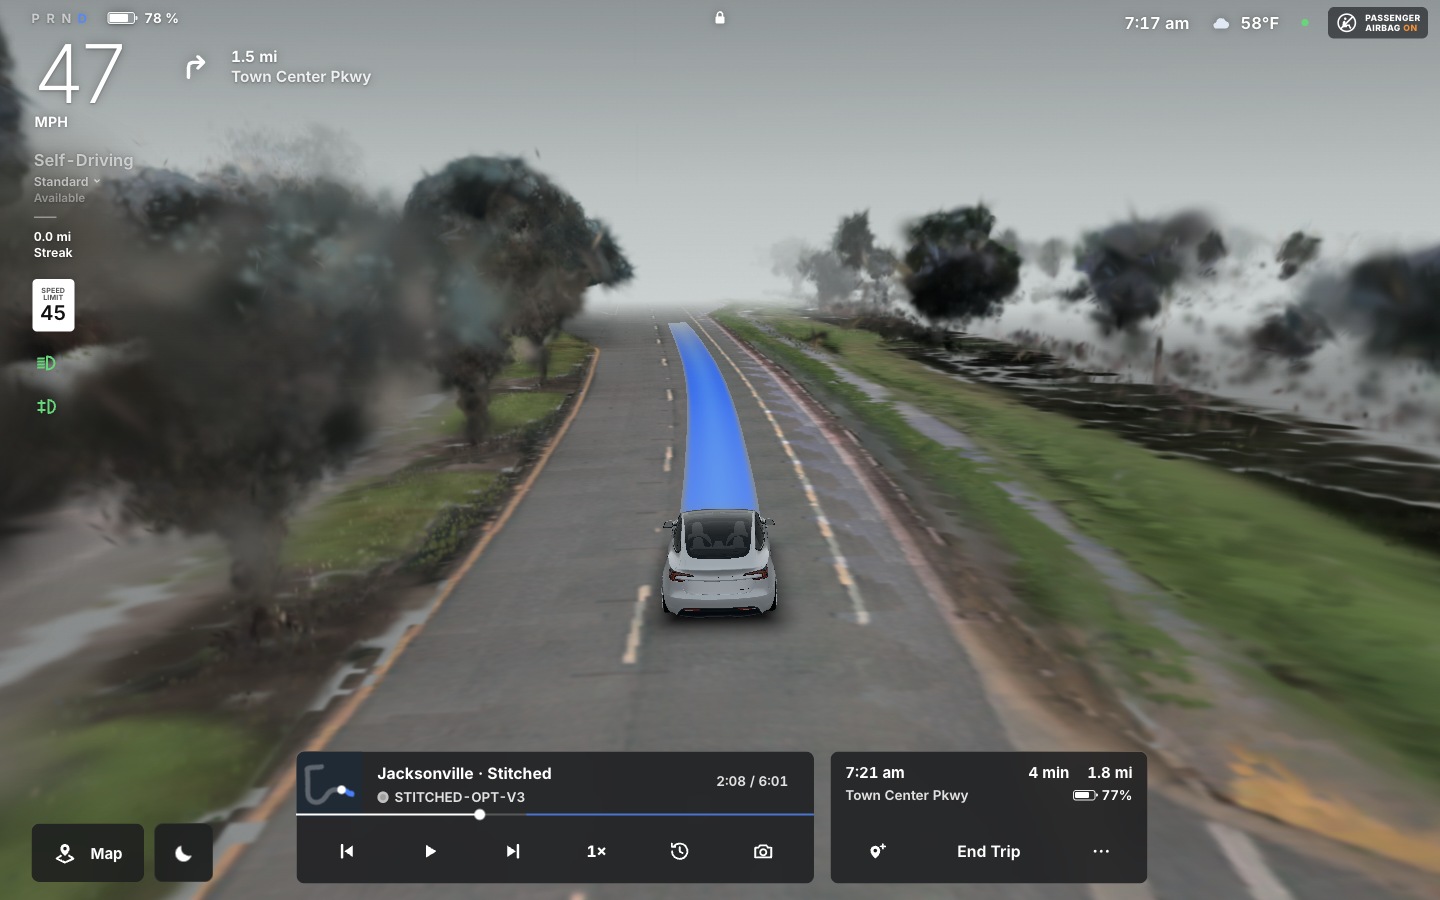 P R N D
78 %
7:17 am
58°F
PASSENGER
AIRBAG ON
47
MPH
1.5 mi
Town Center Pkwy
Self-Driving
Standard
Available
0.0 mi
Streak
SPEED
LIMIT
45
Jacksonville · Stitched
STITCHED-OPT-V3
2:08 / 6:01
1×
7:21 am
4 min
1.8 mi
Town Center Pkwy
77%
End Trip
Map